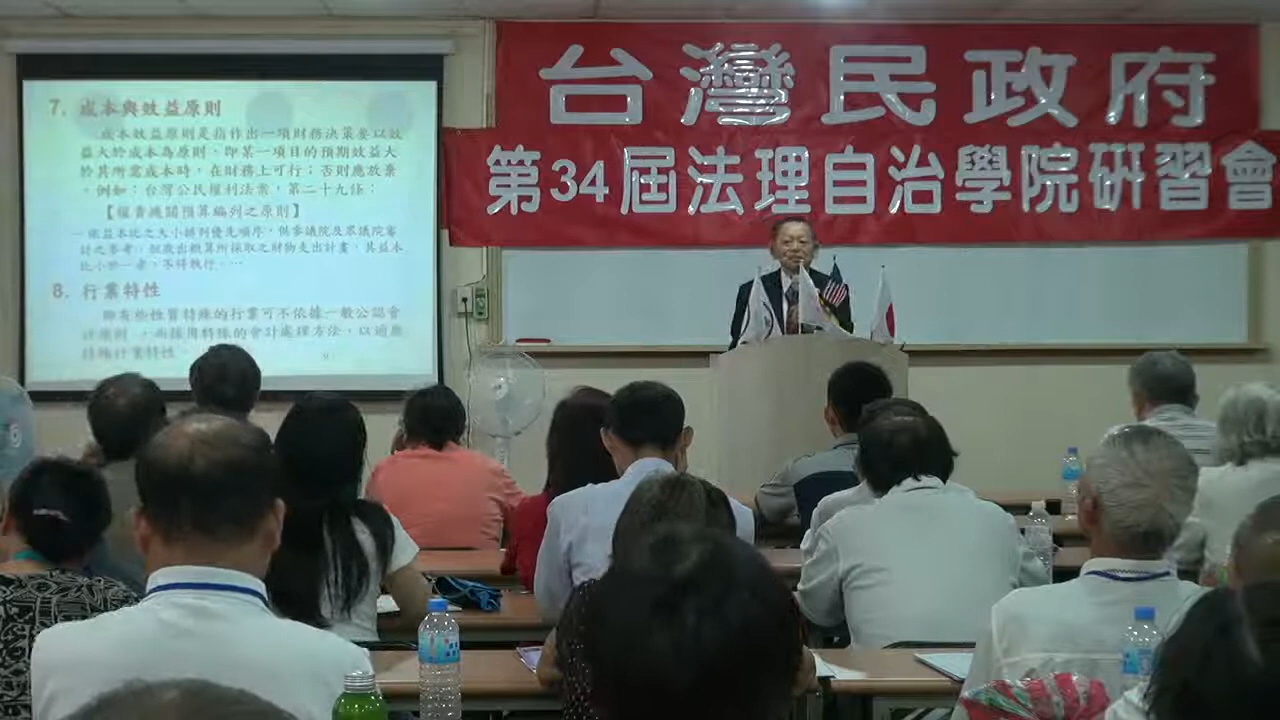 台灣民政府
第34屆法理自治學院研習會
7. 成本與效益原則
成本效益原則是指作出一項財務決策要以效
益大於成本為原則，即某一項目的預期效益大
於其所需成本時，在財務上可行；否則應放棄
。例如：台灣公民權利法案，第二十九條：
【權責機關預算編列之原則】
一依益本比之大小排列優先順序，供參議院及眾議院審
計之參考；擬裁出概算所採取之財物支出計畫，其益本
比小於一者，不得執行。…
8. 行業特性
即有些性質特殊的行業可不依據一般公認會
計原則，而採用特殊的會計處理方法，以適應
特殊行業特性